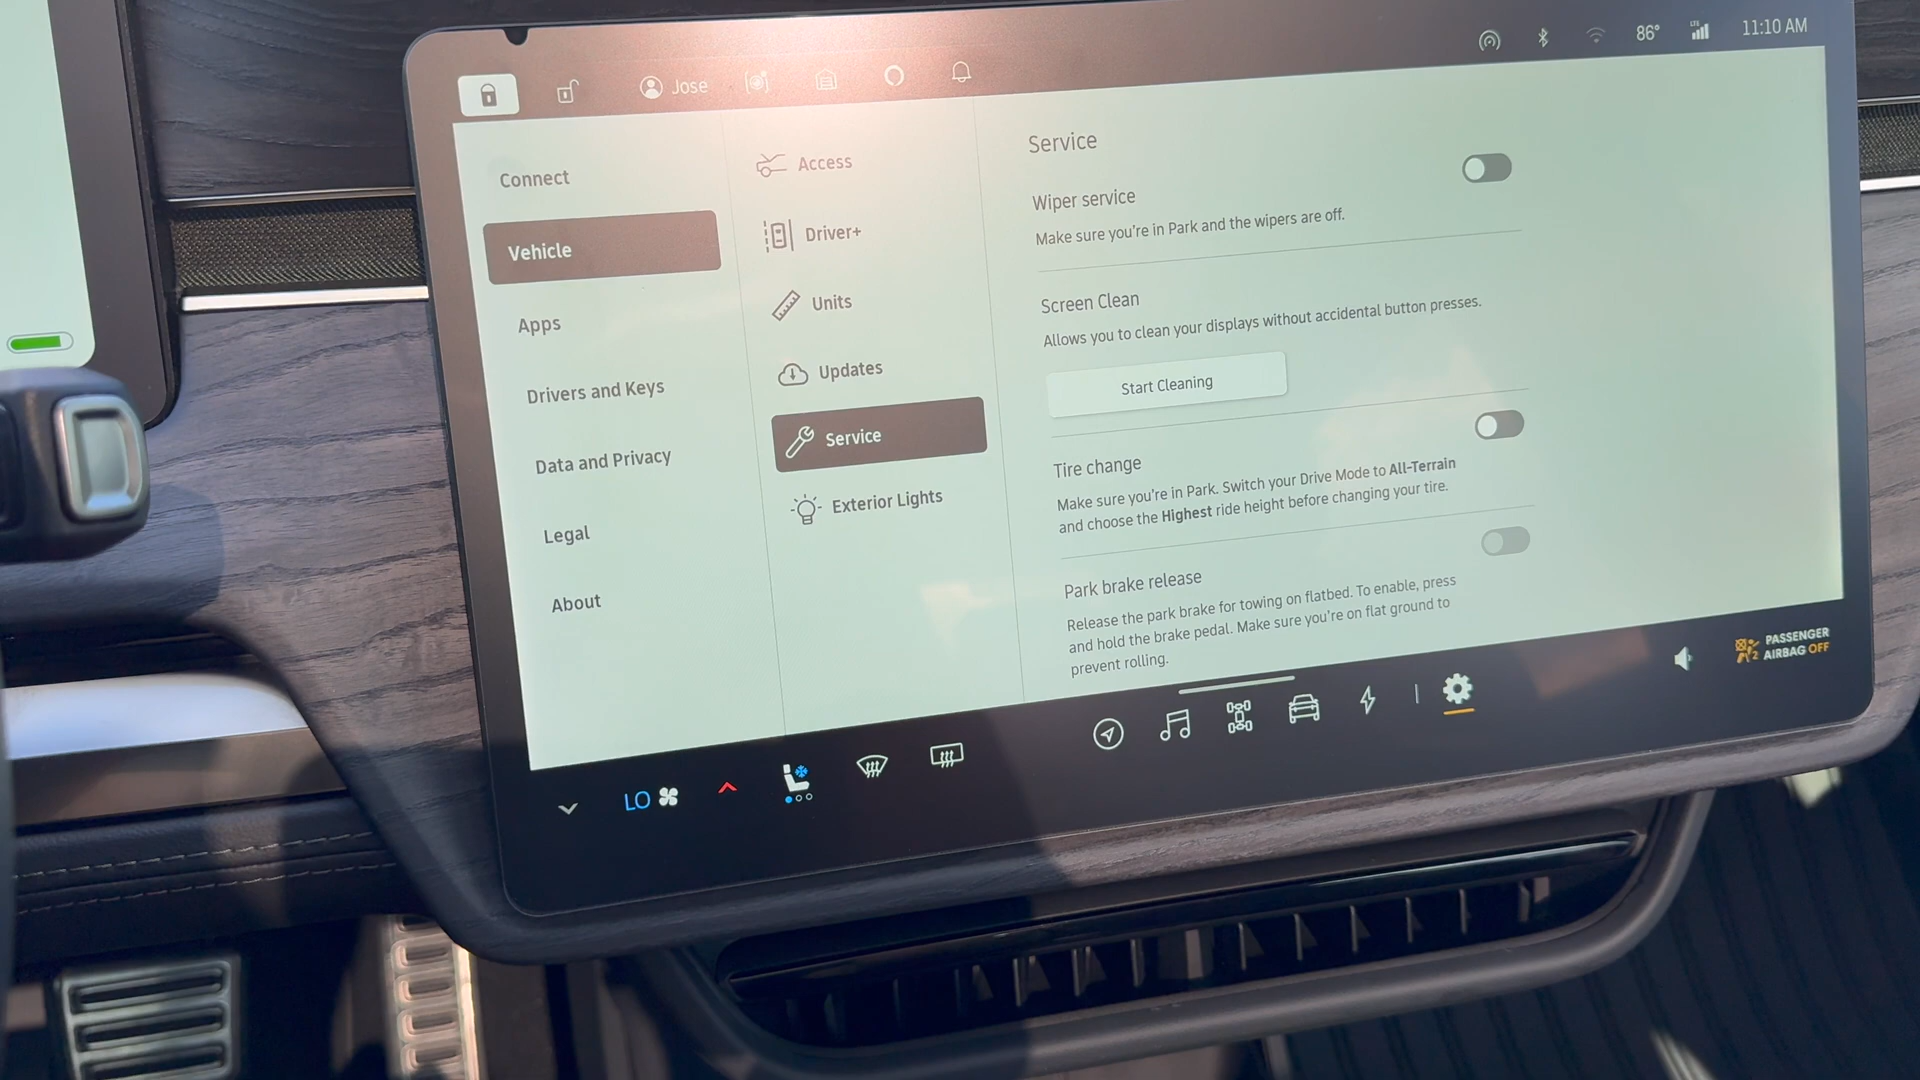 Jose
86°
LTE
11:10 AM
Connect
Vehicle
Apps
Drivers and Keys
Data and Privacy
Legal
About
Access
Driver+
Units
Updates
Service
Exterior Lights
Service
Wiper service
Make sure you're in Park and the wipers are off.
Screen Clean
Allows you to clean your displays without accidental button presses.
Start Cleaning
Tire change
Make sure you're in Park. Switch your Drive Mode to All-Terrain
and choose the Highest ride height before changing your tire.
Park brake release
Release the park brake for towing on flatbed. To enable, press
and hold the brake pedal. Make sure you're on flat ground to
prevent rolling.
LO
2
PASSENGER
AIRBAG OFF